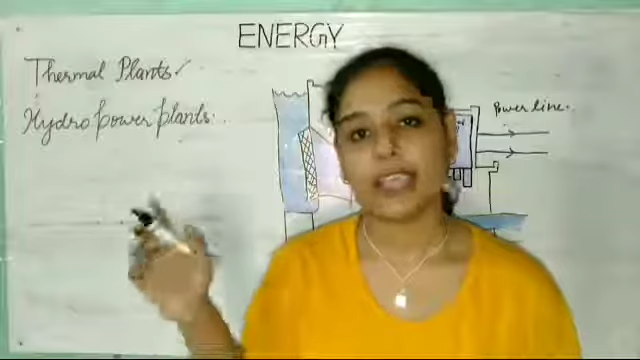 ENERGY
Thermal Plants ✓
Hydro power plants.
Power line.